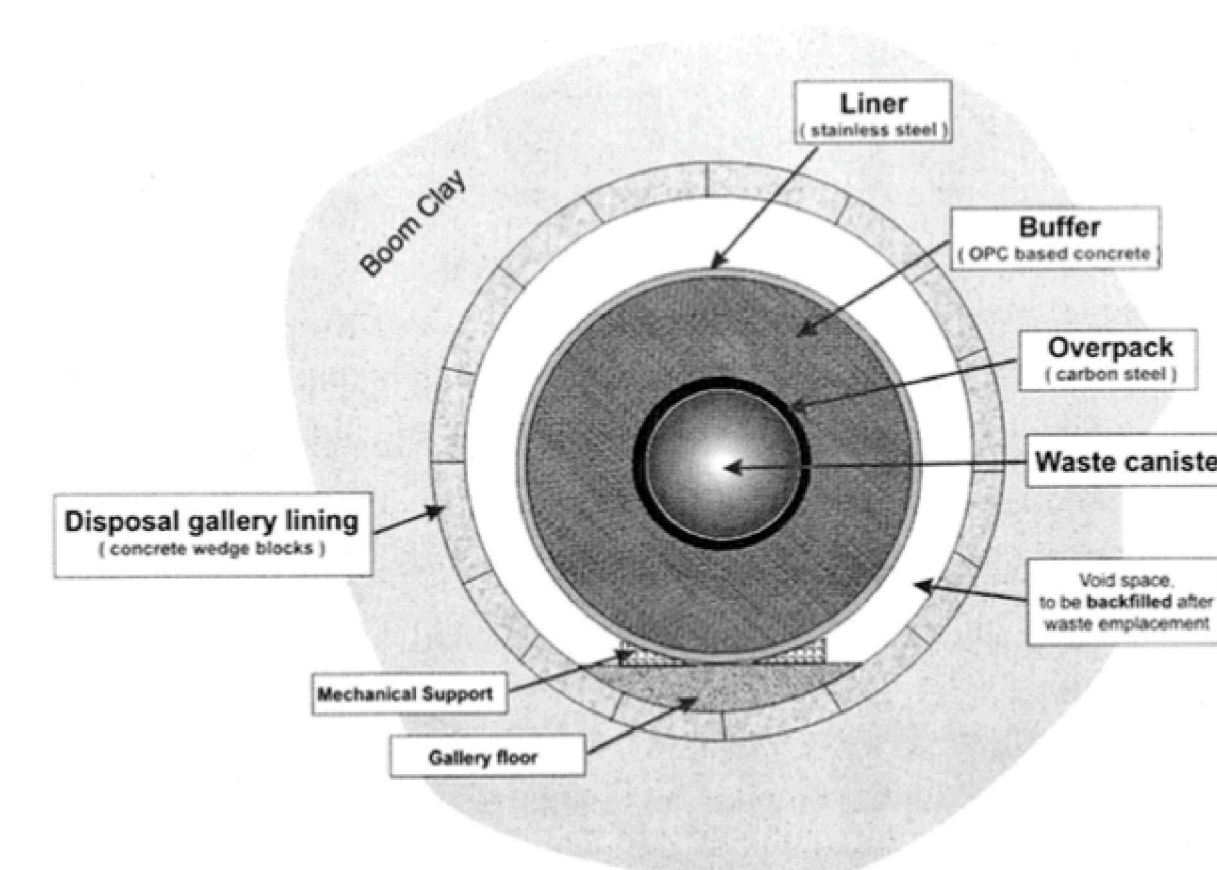 Liner
( stainless steel )
Boom Clay
Buffer
( OPC based concrete )
Overpack
( carbon steel )
Waste caniste
Disposal gallery lining
( concrete wedge blocks )
Void space,
to be backfilled after
waste emplacement
Mechanical Support
Gallery floor